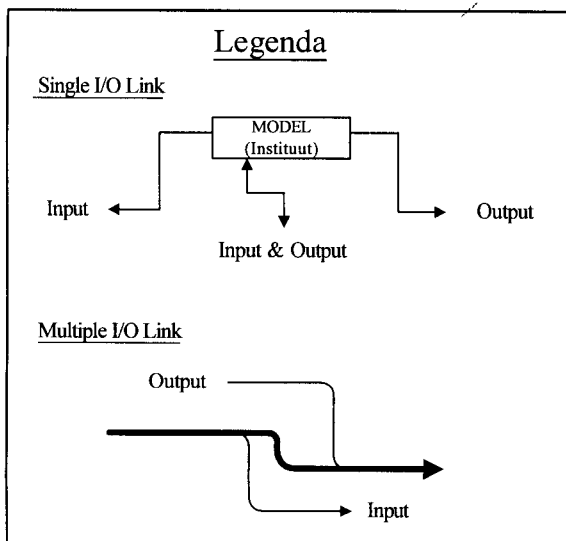 Legenda
Single I/O Link
MODEL
(Instituut)
Input
Output
Input & Output
Multiple I/O Link
Output
Input